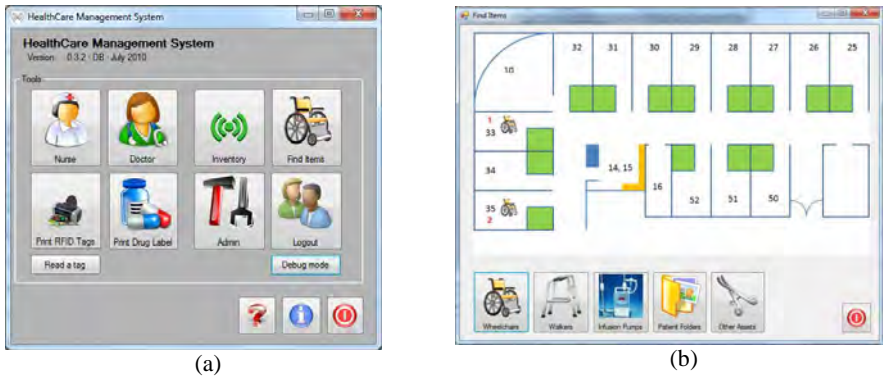 HealthCare Management System
HealthCare Management System
Version: 0.3.2 - DB - July 2010
Tools
Nurse
Doctor
Inventory
Find Items
Print RFID Tags
Print Drug Label
Admin
Logout
Read a tag
Debug mode
(a)
Find Items
10
32
31
30
29
28
27
26
25
1
33
34
14, 15
16
35
2
52
51
50
Wheelchairs
Walkers
Infusion Pumps
Patient Folders
Other Assets
(b)